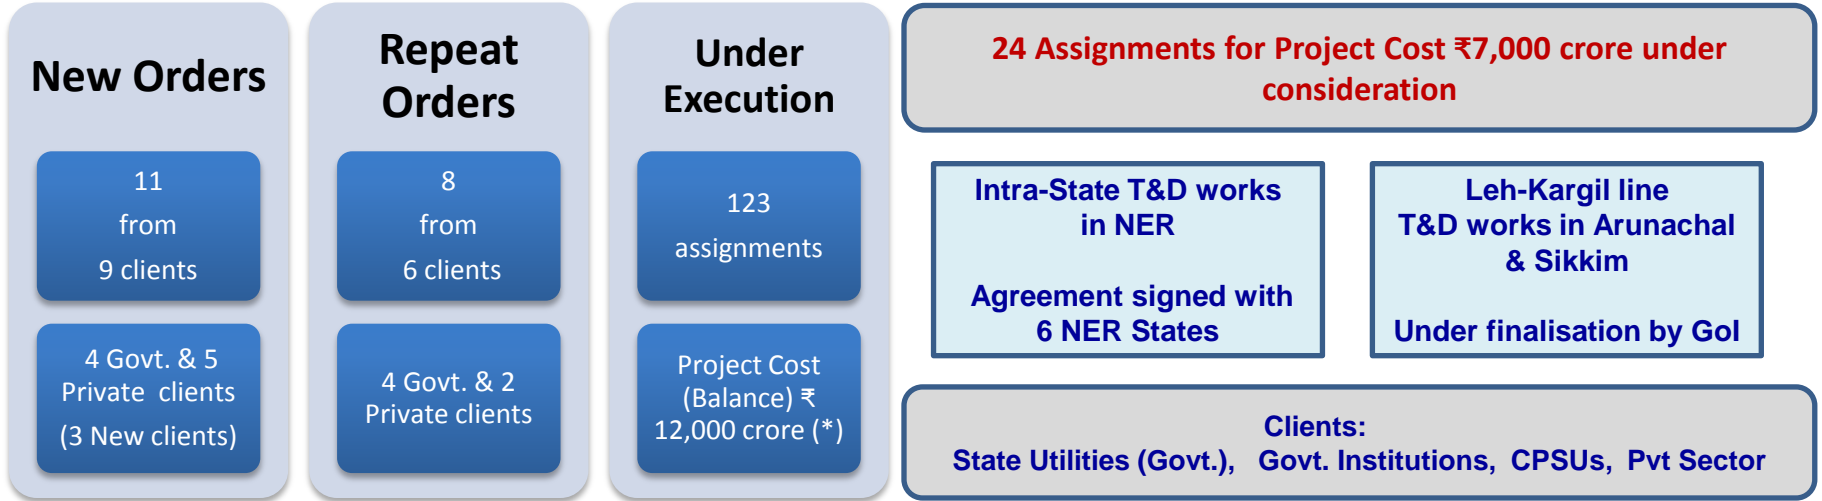 New Orders
11
from
9 clients
4 Govt. & 5
Private clients
(3 New clients)
Repeat
Orders
8
from
6 clients
4 Govt. & 2
Private clients
Under
Execution
123
assignments
Project Cost
(Balance) ₹
12,000 crore (*)
24 Assignments for Project Cost ₹7,000 crore under
consideration
Intra-State T&D works
in NER
Agreement signed with
6 NER States
Leh-Kargil line
T&D works in Arunachal
& Sikkim
Under finalisation by GoI
Clients:
State Utilities (Govt.), Govt. Institutions, CPSUs, Pvt Sector